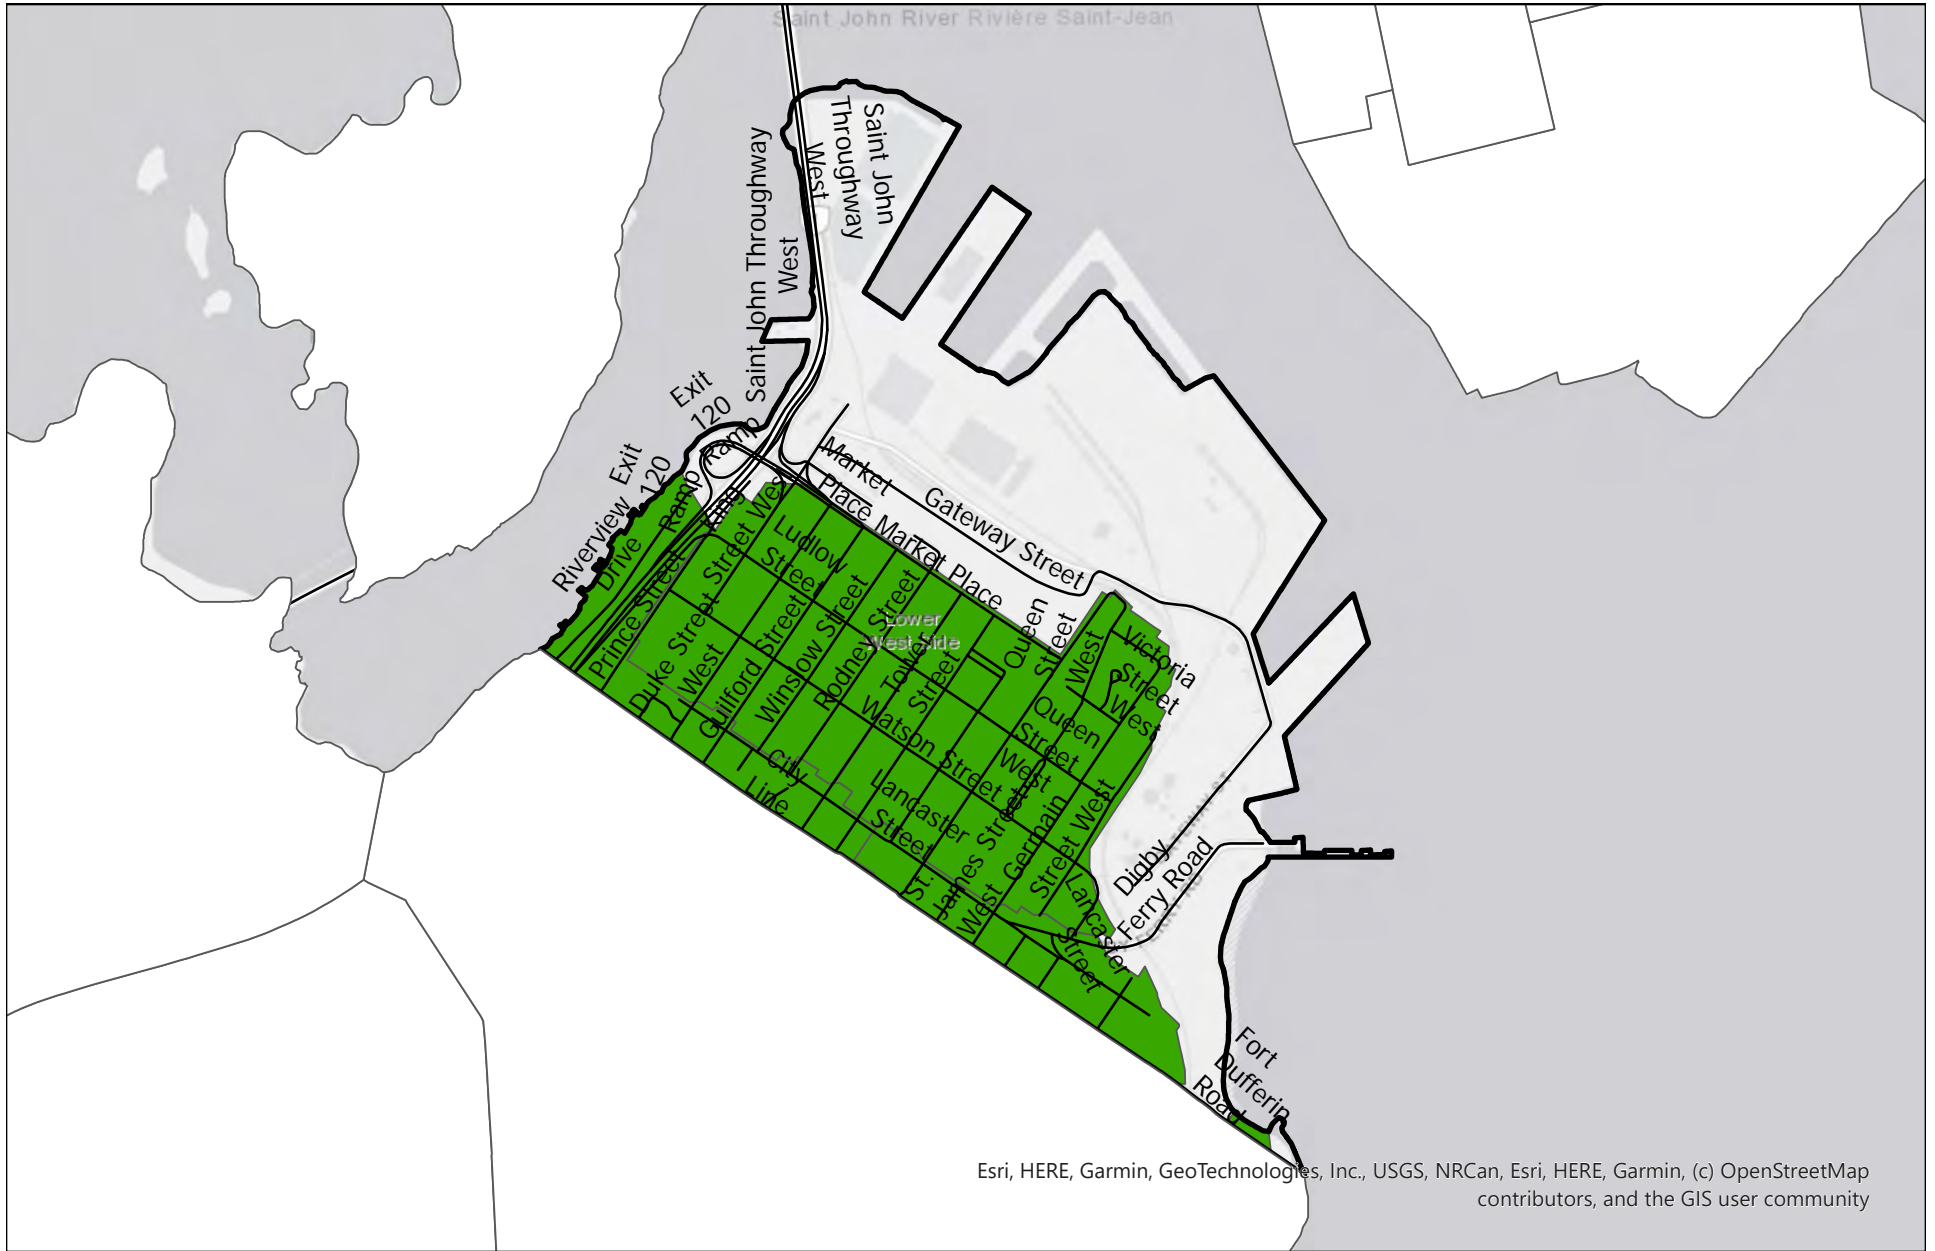 Saint John River Rivière Saint-Jean
Saint John
Throughway
West
Saint John Throughway
West
Exit
120
Ramp
Exit
120
Ramp
Riverview
Drive
King
Street West
Market
Place
Market Place
Gateway Street
Ludlow
Street
Prince Street
Duke Street
West
Guilford Street
Winslow Street
Rodney Street
Lower
West Side
Tower
Street
Queen
Street
West
Victoria
Street
West
Queen
Street
West
Watson Street
City
Line
Lancaster
Street
St.
James Street
West
Germain
Street West
Lancaster
Street
Digby
Ferry Road
GATEWAY ST
Fort
Dufferin
Road
Esri, HERE, Garmin, GeoTechnologies, Inc., USGS, NRCan, Esri, HERE, Garmin, (c) OpenStreetMap
contributors, and the GIS user community